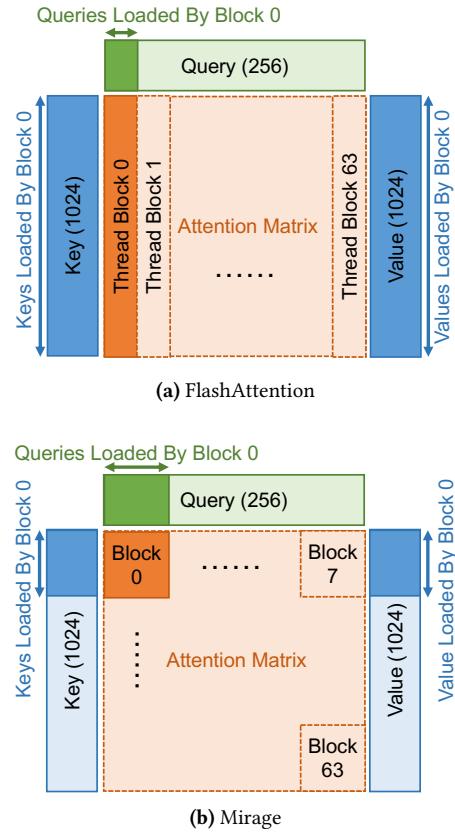 Queries Loaded By Block 0
Query (256)
Keys Loaded By Block 0
Key (1024)
Thread Block 0
Thread Block 1
Attention Matrix
......
Thread Block 63
Value (1024)
Values Loaded By Block 0
(a) FlashAttention
Queries Loaded By Block 0
Query (256)
Keys Loaded By Block 0
Key (1024)
Block
0
......
Block
7
......
Attention Matrix
Block
63
Value (1024)
Value Loaded By Block 0
(b) Mirage